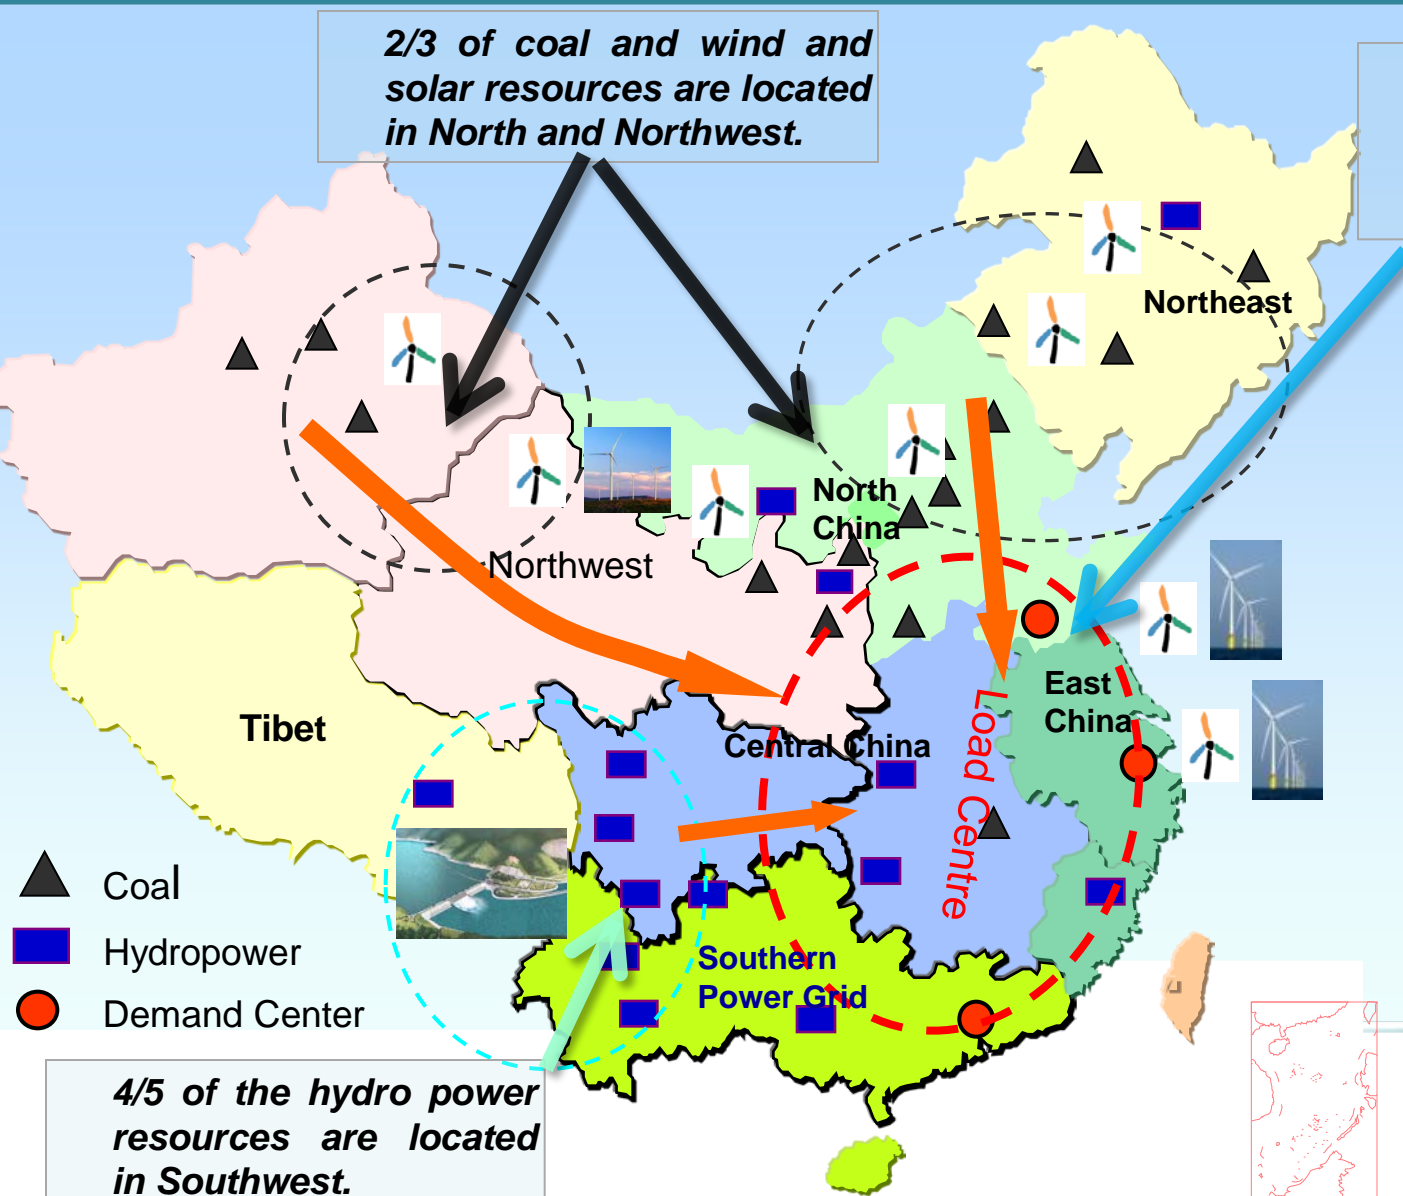 2/3 of coal and wind and
solar resources are located
in North and Northwest.
Northeast
North
China
Northwest
East
China
Tibet
Central China
Load Centre
Coal
Hydropower
Southern
Power Grid
Demand Center
4/5 of the hydro power
resources are located
in Southwest.